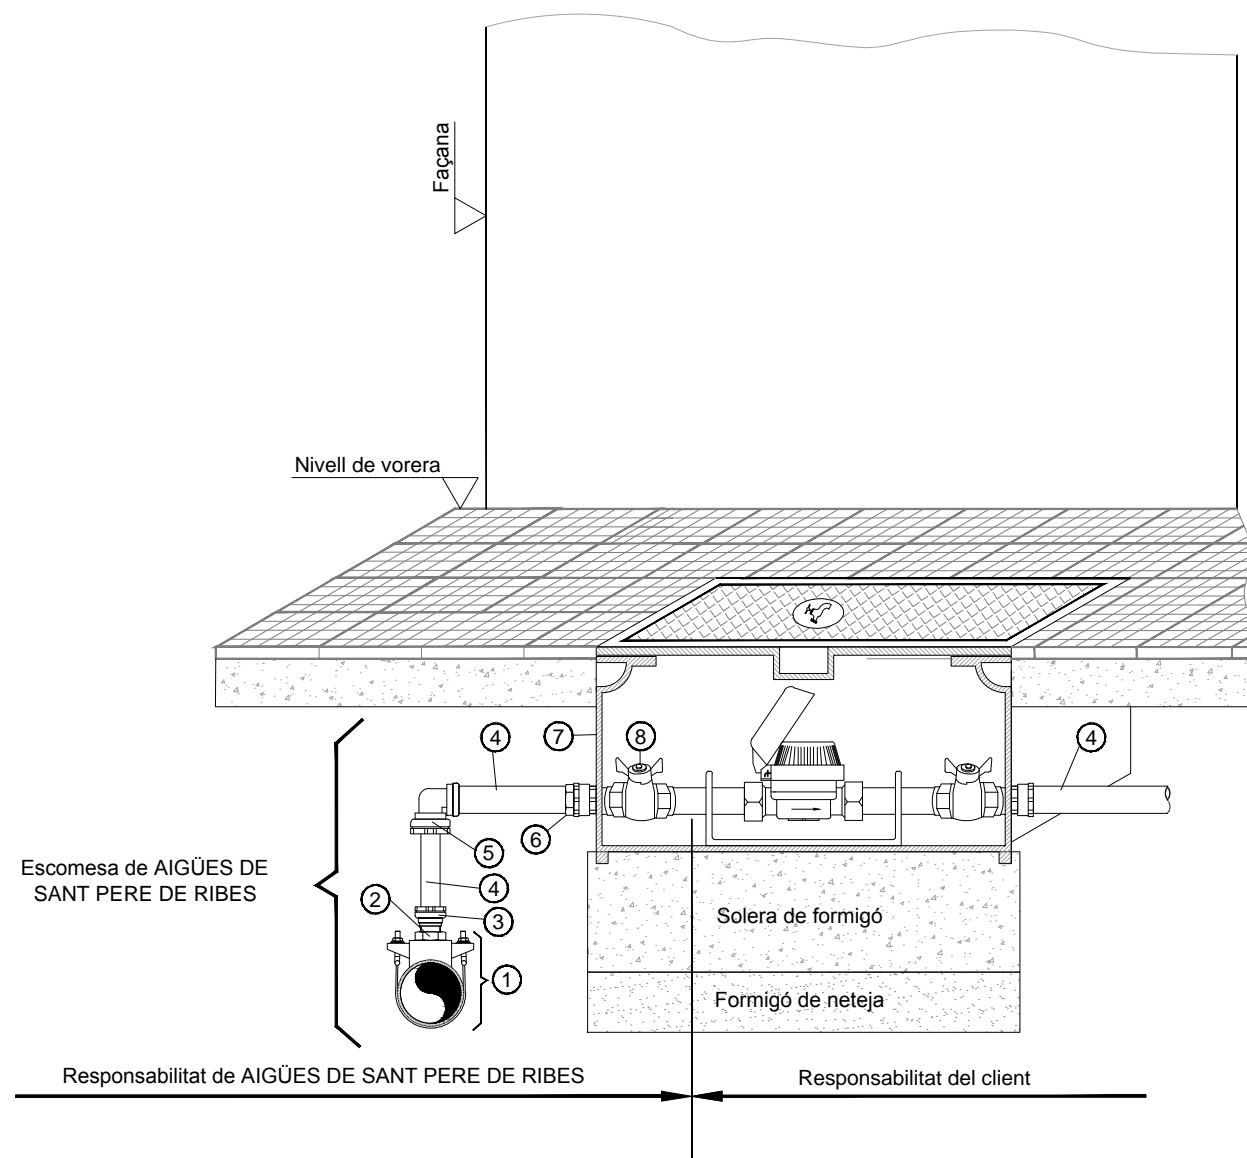 Façana
Nivell de vorera
4
7
8
4
6
5
4
2
3
1
Escomesa de AIGÜES DE
SANT PERE DE RIBES
Solera de formigó
Formigó de neteja
Responsabilitat de AIGÜES DE SANT PERE DE RIBES
Responsabilitat del client